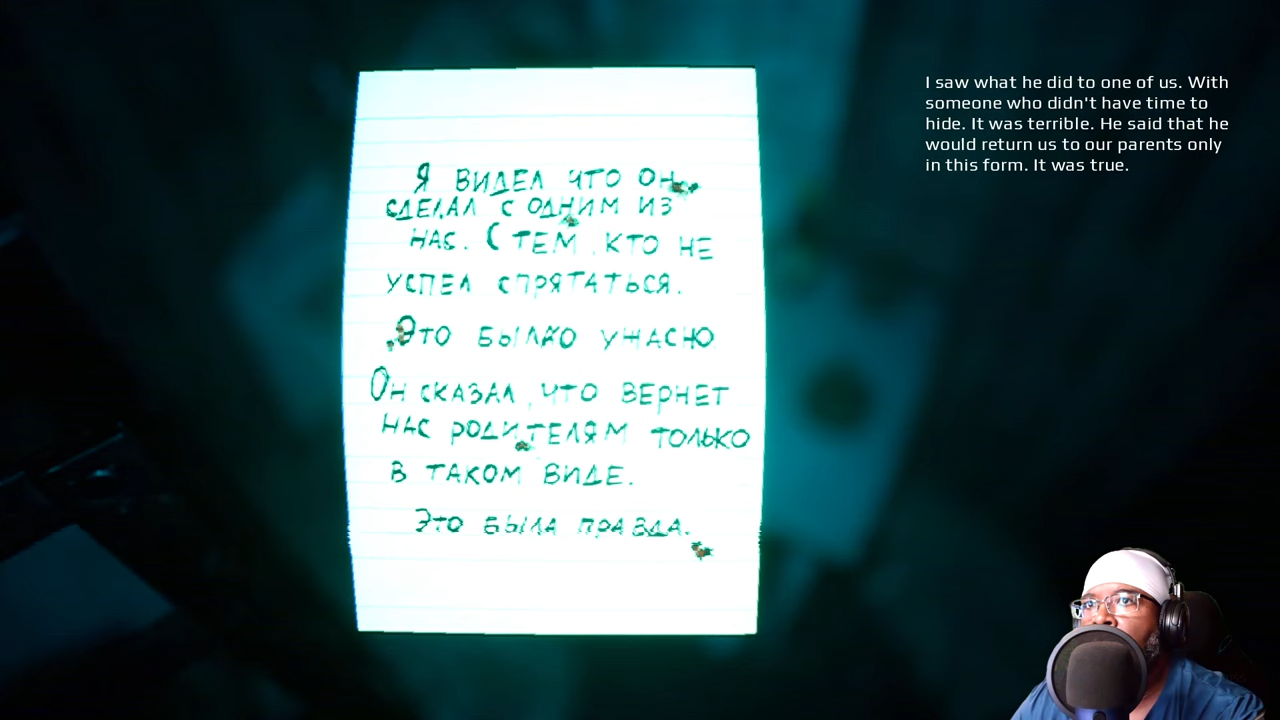 Я ВИДЕЛ ЧТО ОН
СДЕЛАЛ С ОДНИМ ИЗ
НАС. С ТЕМ, КТО НЕ
УСПЕЛ СПРЯТАТЬСЯ.
ЭТО БЫЛО УЖАСНО
ОН СКАЗАЛ, ЧТО ВЕРНЕТ
НАС РОДИТЕЛЯМ ТОЛЬКО
В ТАКОМ ВИДЕ.
ЭТО БЫЛА ПРАВДА.
I saw what he did to one of us. With
someone who didn't have time to
hide. It was terrible. He said that he
would return us to our parents only
in this form. It was true.